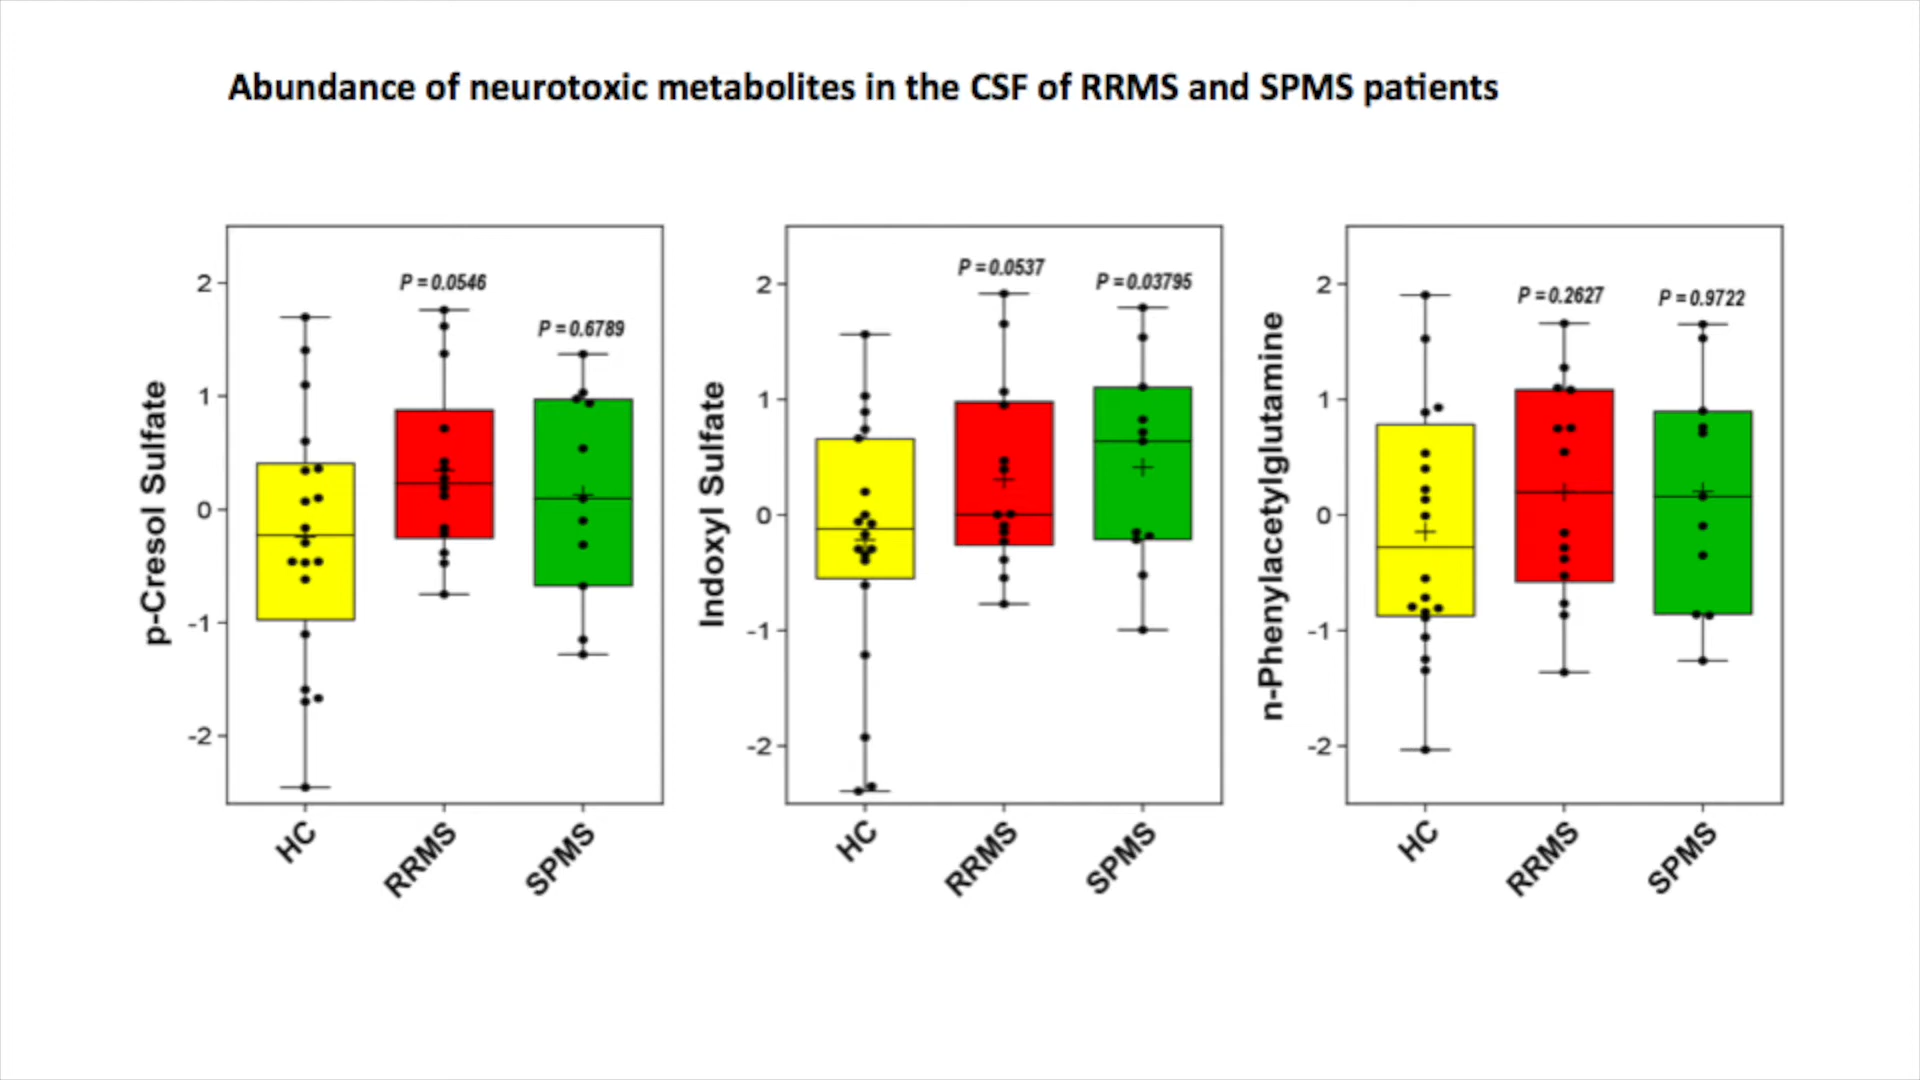 Abundance of neurotoxic metabolites in the CSF of RRMS and SPMS patients
p-Cresol Sulfate
2
1
0
-1
-2
P = 0.0546
P = 0.6789
HC
RRMS
SPMS
Indoxyl Sulfate
2
1
0
-1
-2
P = 0.0537
P = 0.03795
HC
RRMS
SPMS
n-Phenylacetylglutamine
2
1
0
-1
-2
P = 0.2627
P = 0.9722
HC
RRMS
SPMS